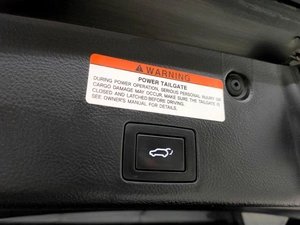 WARNING
POWER TAILGATE
DURING POWER OPERATION, SERIOUS PERSONAL INJURY OR
CARGO DAMAGE MAY OCCUR. MAKE SURE THE TAILGATE IS
CLOSED AND LATCHED BEFORE DRIVING.
SEE OWNER'S MANUAL FOR DETAILS.